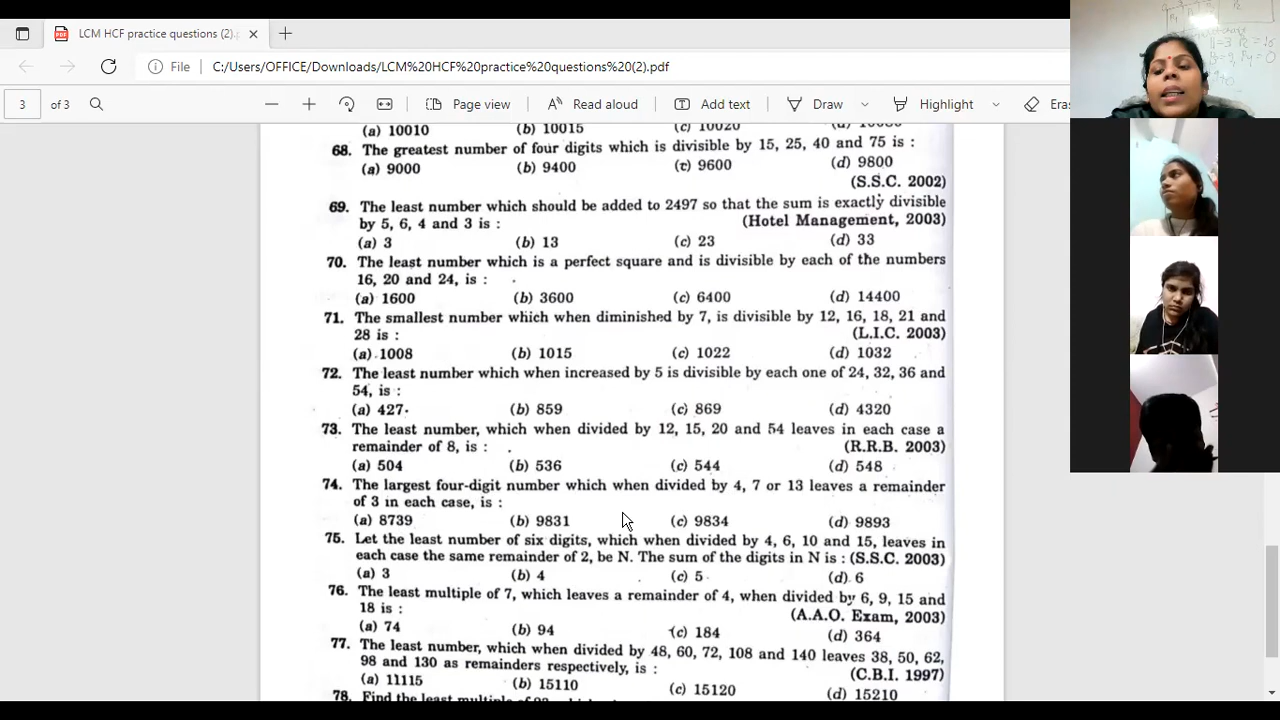 LCM HCF practice questions (2).p
File C:/Users/OFFICE/Downloads/LCM%20HCF%20practice%20questions%20(2).pdf
3 of 3 Page view Read aloud Add text Draw Highlight Eras
(a) 10010 (b) 10015 (c) 10020
68. The greatest number of four digits which is divisible by 15, 25, 40 and 75 is :
(a) 9000 (b) 9400 (c) 9600 (d) 9800
(S.S.C. 2002)
69. The least number which should be added to 2497 so that the sum is exactly divisible
by 5, 6, 4 and 3 is : (Hotel Management, 2003)
(a) 3 (b) 13 (c) 23 (d) 33
70. The least number which is a perfect square and is divisible by each of the numbers
16, 20 and 24, is :
(a) 1600 (b) 3600 (c) 6400 (d) 14400
71. The smallest number which when diminished by 7, is divisible by 12, 16, 18, 21 and
28 is : (L.I.C. 2003)
(a) 1008 (b) 1015 (c) 1022 (d) 1032
72. The least number which when increased by 5 is divisible by each one of 24, 32, 36 and
54, is :
(a) 427 (b) 859 (c) 869 (d) 4320
73. The least number, which when divided by 12, 15, 20 and 54 leaves in each case a
remainder of 8, is : (R.R.B. 2003)
(a) 504 (b) 536 (c) 544 (d) 548
74. The largest four-digit number which when divided by 4, 7 or 13 leaves a remainder
of 3 in each case, is :
(a) 8739 (b) 9831 (c) 9834 (d) 9893
75. Let the least number of six digits, which when divided by 4, 6, 10 and 15, leaves in
each case the same remainder of 2, be N. The sum of the digits in N is : (S.S.C. 2003)
(a) 3 (b) 4 (c) 5 (d) 6
76. The least multiple of 7, which leaves a remainder of 4, when divided by 6, 9, 15 and
18 is : (A.A.O. Exam, 2003)
(a) 74 (b) 94 (c) 184 (d) 364
77. The least number, which when divided by 48, 60, 72, 108 and 140 leaves 38, 50, 62,
98 and 130 as remainders respectively, is : (C.B.I. 1997)
(a) 11115 (b) 15110 (c) 15120 (d) 15210
78. Find the least multiple of